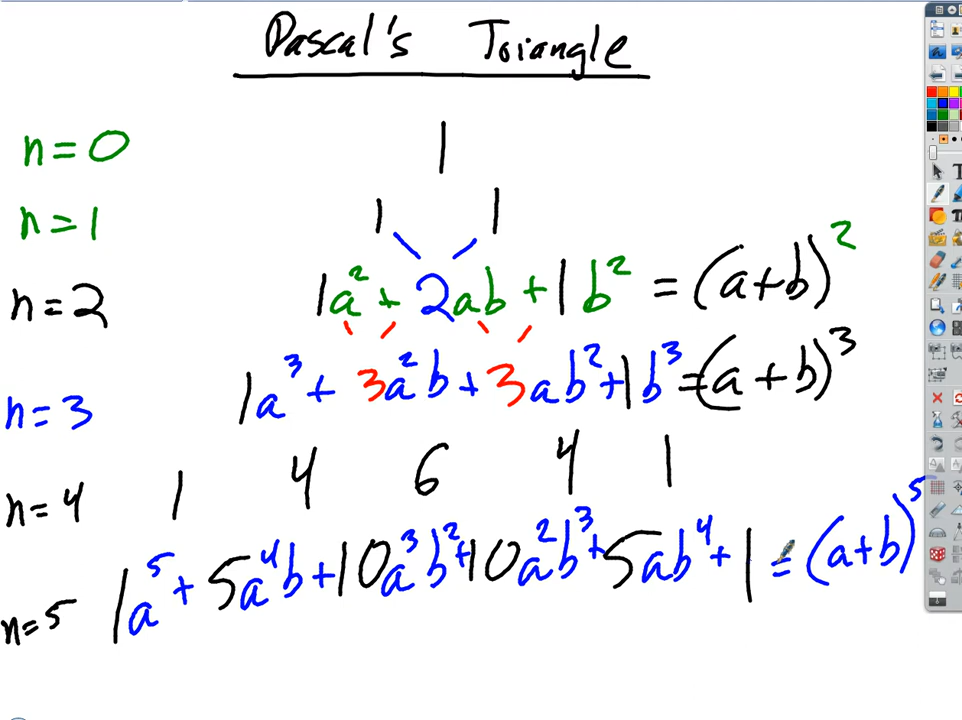 Pascal's Triangle
n=0 1
n=1 1 1
n=2 1a² + 2ab + 1b² = (a+b)²
n=3 1a³ + 3a²b + 3ab² + 1b³ = (a+b)³
n=4 1 4 6 4 1
n=5 1a⁵ + 5a⁴b + 10a³b² + 10a²b³ + 5ab⁴ + 1 = (a+b)⁵